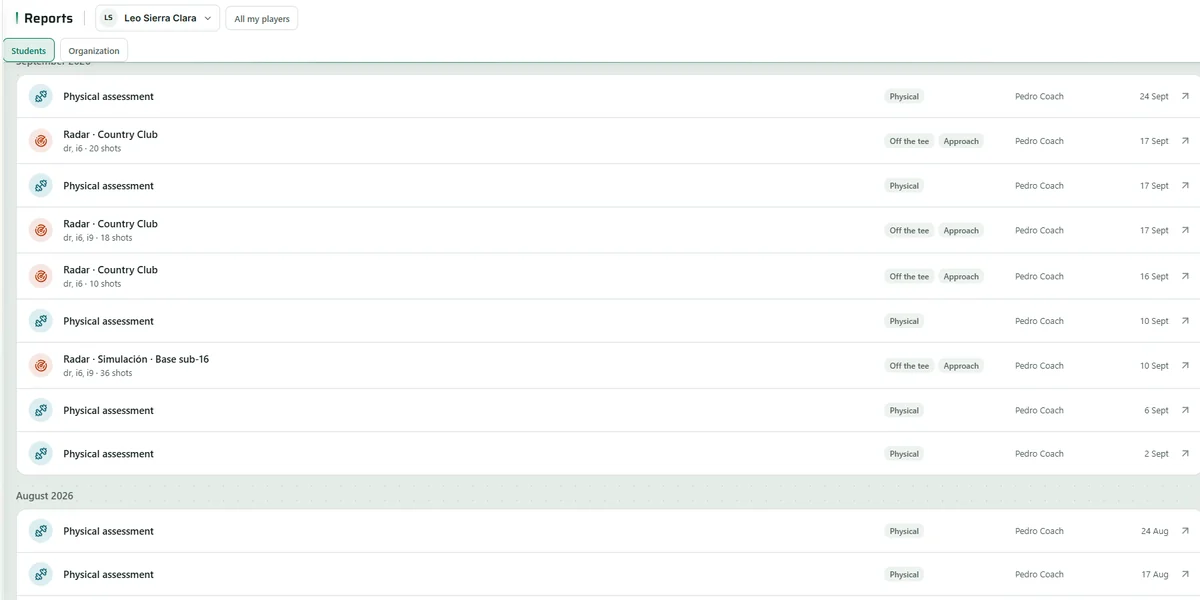 Reports
LS Leo Sierra Clara
All my players
Students
Organization
September 2026
Physical assessment Physical Pedro Coach 24 Sept
Radar · Country Club
dr, i6 · 20 shots
Off the tee Approach Pedro Coach 17 Sept
Physical assessment Physical Pedro Coach 17 Sept
Radar · Country Club
dr, i6, i9 · 18 shots
Off the tee Approach Pedro Coach 17 Sept
Radar · Country Club
dr, i6 · 10 shots
Off the tee Approach Pedro Coach 16 Sept
Physical assessment Physical Pedro Coach 10 Sept
Radar · Simulación · Base sub-16
dr, i6, i9 · 36 shots
Off the tee Approach Pedro Coach 10 Sept
Physical assessment Physical Pedro Coach 6 Sept
Physical assessment Physical Pedro Coach 2 Sept
August 2026
Physical assessment Physical Pedro Coach 24 Aug
Physical assessment Physical Pedro Coach 17 Aug